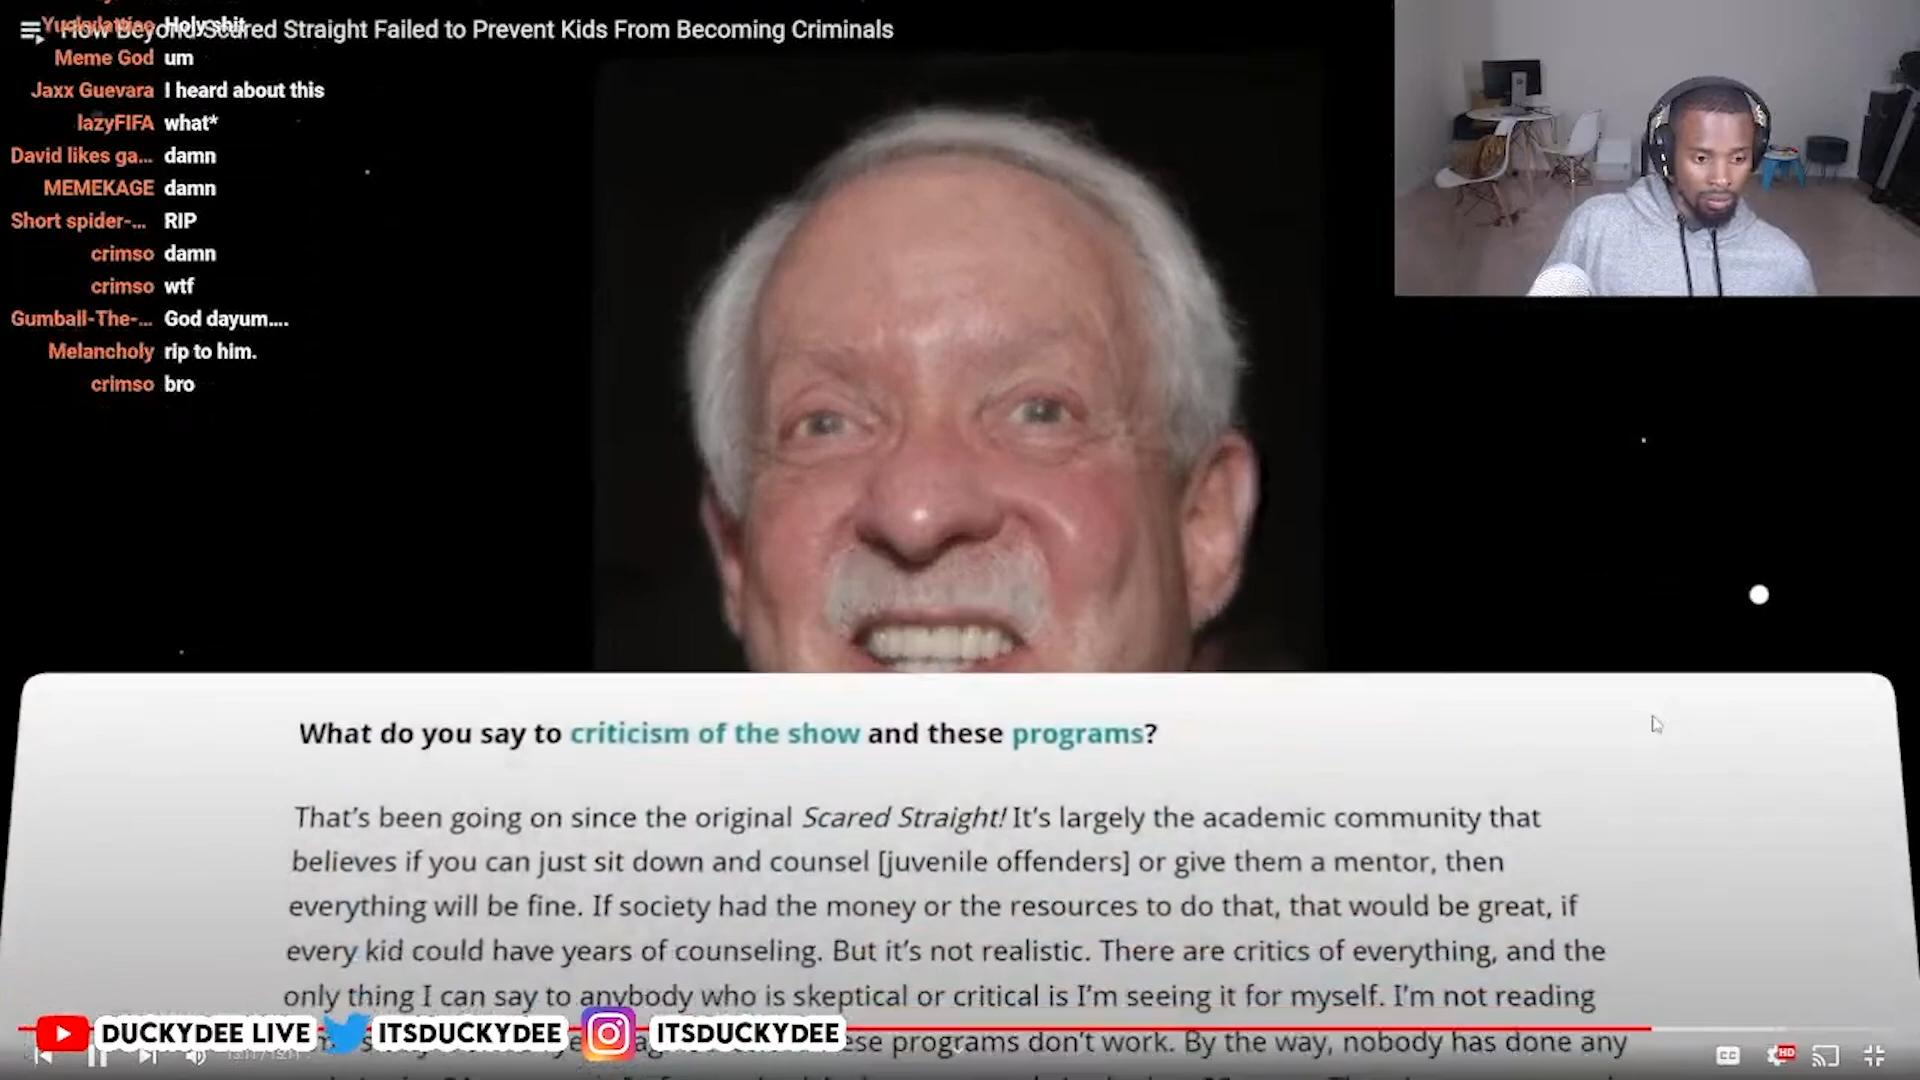 How Beyond Scared Straight Failed to Prevent Kids From Becoming Criminals
Holy shit
Meme God um
Jaxx Guevara I heard about this
lazyFIFA what*
David likes ga... damn
MEMEKAGE damn
Short spider-... RIP
crimso damn
crimso wtf
Gumball-The-... God dayum....
Melancholy rip to him.
crimso bro
What do you say to criticism of the show and these programs?
That's been going on since the original Scared Straight! It's largely the academic community that
believes if you can just sit down and counsel [juvenile offenders] or give them a mentor, then
everything will be fine. If society had the money or the resources to do that, that would be great, if
every kid could have years of counseling. But it's not realistic. There are critics of everything, and the
only thing I can say to anybody who is skeptical or critical is I'm seeing it for myself. I'm not reading
programs don't work. By the way, nobody has done any
DUCKYDEE LIVE ITSDUCKYDEE ITSDUCKYDEE
CC HD